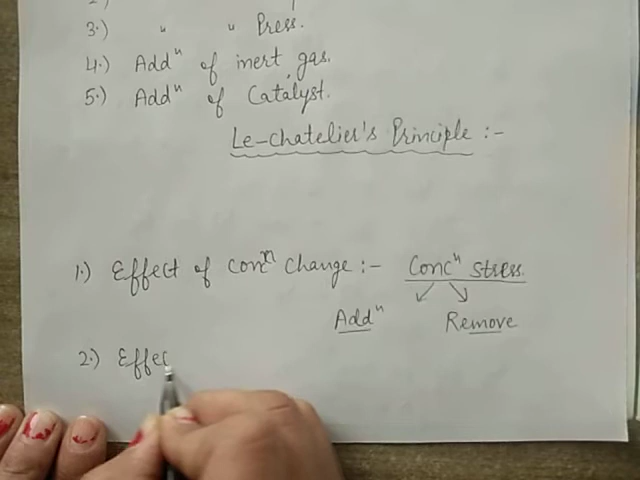 2.)
3.) " " Press.
4.) Addⁿ of inert gas.
5.) Addⁿ of Catalyst.
Le-chatelier's Principle :-
1.) Effect of concⁿ change :- Concⁿ stress.
Addⁿ Remove
2.) Effec